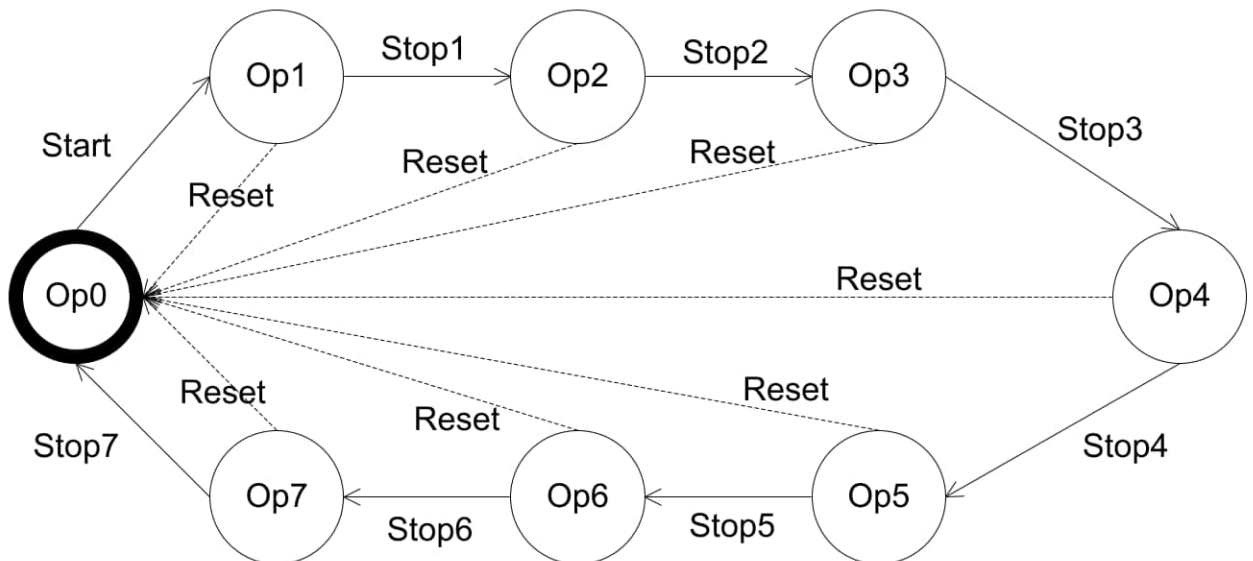 Op1
Stop1
Op2
Stop2
Op3
Start
Stop3
Reset
Reset
Reset
Op0
Reset
Op4
Reset
Reset
Reset
Stop7
Stop4
Op7
Stop6
Op6
Stop5
Op5